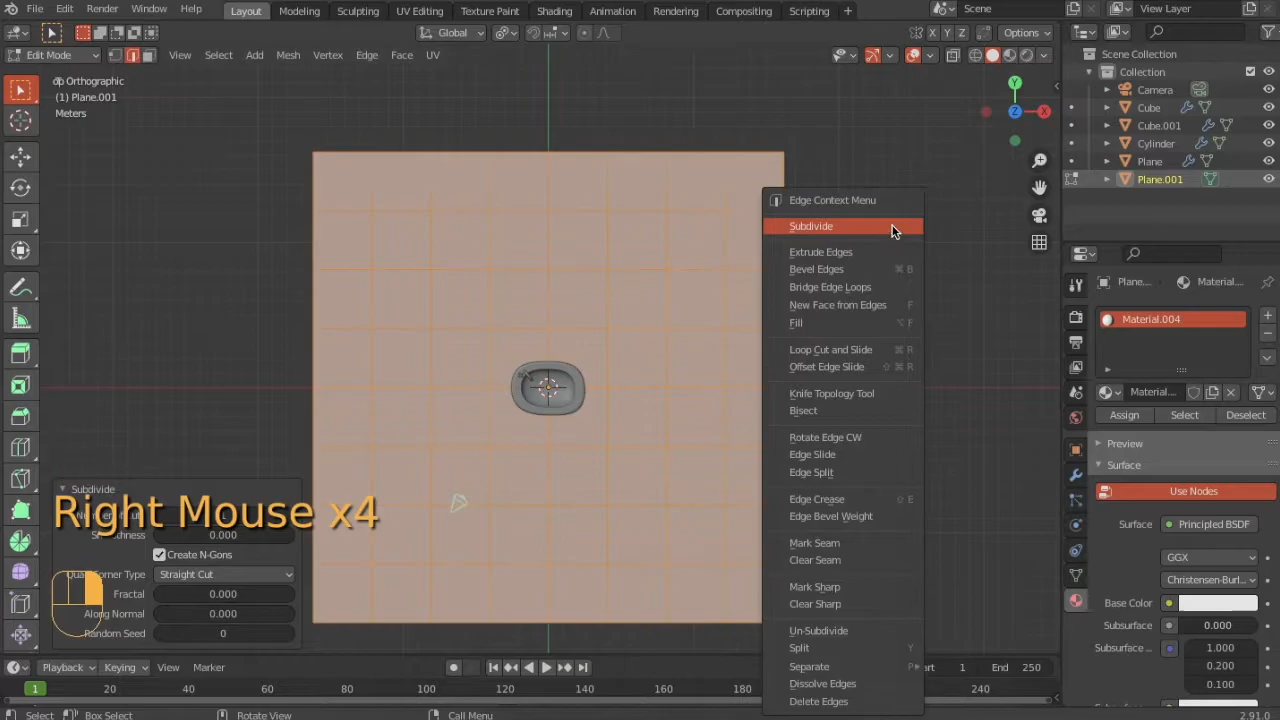 File Edit Render Window Help Layout Modeling Sculpting UV Editing Texture Paint Shading Animation Rendering Compositing Scripting + Scene View Layer
Global X Y Z Options
Edit Mode View Select Add Mesh Vertex Edge Face UV
Orthographic
(1) Plane.001
Meters
Y
Z X
Scene Collection
Collection
Camera
Cube
Cube.001
Cylinder
Plane
Plane.001
Edge Context Menu
Subdivide
Extrude Edges
Bevel Edges ⌘ B
Bridge Edge Loops
New Face from Edges F
Fill ⌥ F
Loop Cut and Slide ⌘ R
Offset Edge Slide ⇧ ⌘ R
Knife Topology Tool
Bisect
Rotate Edge CW
Edge Slide
Edge Split
Edge Crease ⇧ E
Edge Bevel Weight
Mark Seam
Clear Seam
Mark Sharp
Clear Sharp
Un-Subdivide
Split Y
Separate P
Dissolve Edges
Delete Edges
Plane... Material...
Material.004
Material...
Assign Select Deselect
Preview
Surface
Use Nodes
Surface Principled BSDF
GGX
Christensen-Burl..
Base Color
Subsurface 0.000
Subsurface .. 1.000
0.200
0.100
Subdivide
Right Mouse x4
0.000
Create N-Gons
Straight Cut
Fractal 0.000
Along Normal 0.000
Random Seed 0
Playback Keying View Marker 1 End 250
1 20 40 60 80 100 120 140 160 180 240
Select Box Select Rotate View Call Menu 2.91.0